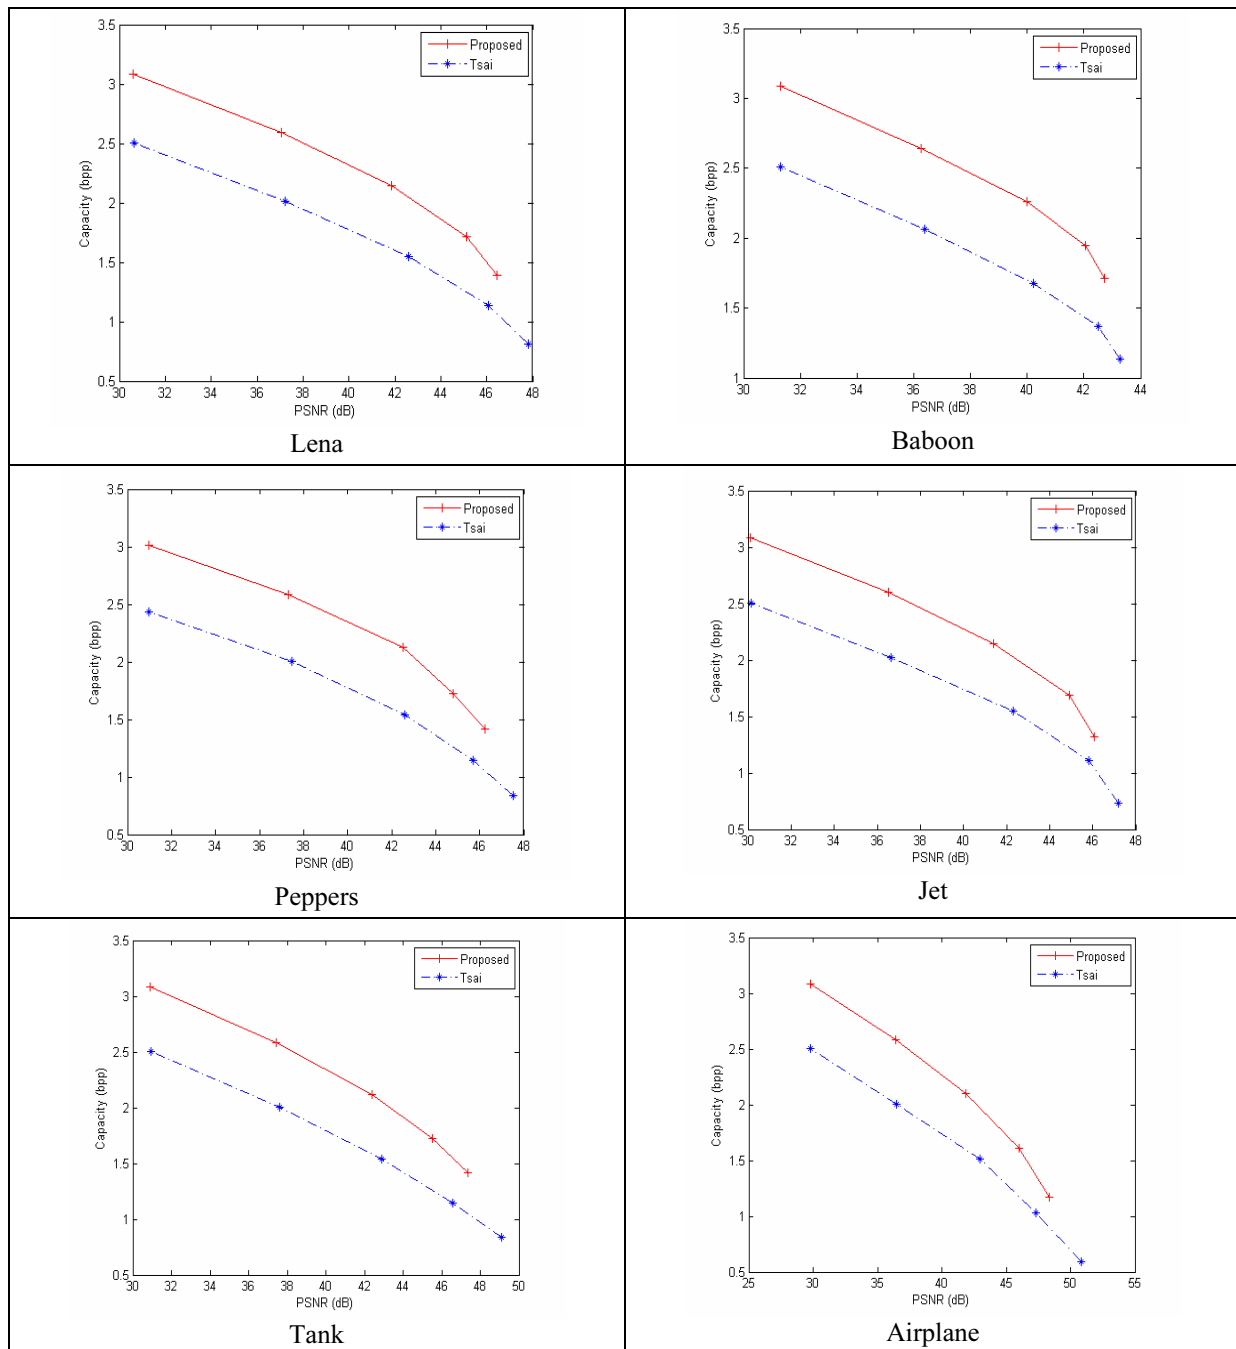 3.5
3
2.5
2
1.5
1
0.5
Capacity (bpp)
Proposed
Tsai
30 32 34 36 38 40 42 44 46 48
PSNR (dB)
Lena
3.5
3
2.5
2
1.5
1
Capacity (bpp)
Proposed
Tsai
30 32 34 36 38 40 42 44
PSNR (dB)
Baboon
3.5
3
2.5
2
1.5
1
0.5
Capacity (bpp)
Proposed
Tsai
30 32 34 36 38 40 42 44 46 48
PSNR (dB)
Peppers
3.5
3
2.5
2
1.5
1
0.5
Capacity (bpp)
Proposed
Tsai
30 32 34 36 38 40 42 44 46 48
PSNR (dB)
Jet
3.5
3
2.5
2
1.5
1
0.5
Capacity (bpp)
Proposed
Tsai
30 32 34 36 38 40 42 44 46 48 50
PSNR (dB)
Tank
3.5
3
2.5
2
1.5
1
0.5
Capacity (bpp)
Proposed
Tsai
25 30 35 40 45 50 55
PSNR (dB)
Airplane